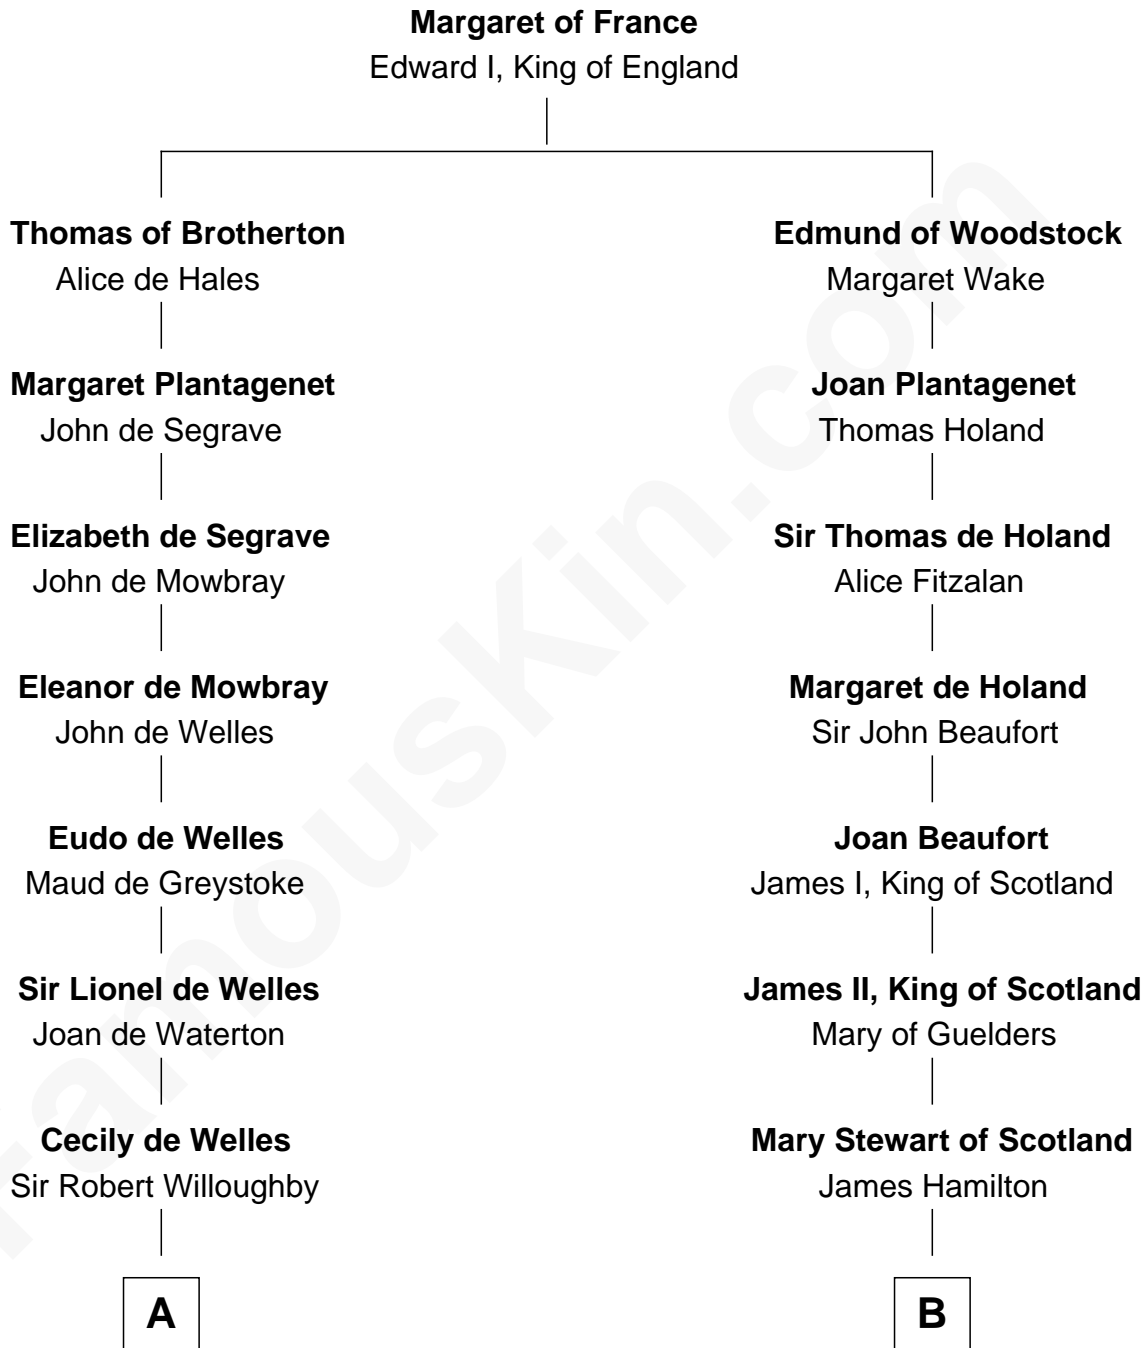 Margaret of France
Edward I, King of England
Thomas of Brotherton
Alice de Hales
Edmund of Woodstock
Margaret Wake
Margaret Plantagenet
John de Segrave
Joan Plantagenet
Thomas Holand
Elizabeth de Segrave
John de Mowbray
Sir Thomas de Holand
Alice Fitzalan
Eleanor de Mowbray
John de Welles
Margaret de Holand
Sir John Beaufort
Eudo de Welles
Maud de Greystoke
Joan Beaufort
James I, King of Scotland
Sir Lionel de Welles
Joan de Waterton
James II, King of Scotland
Mary of Guelders
Cecily de Welles
Sir Robert Willoughby
Mary Stewart of Scotland
James Hamilton
A
B
FamousKin.com